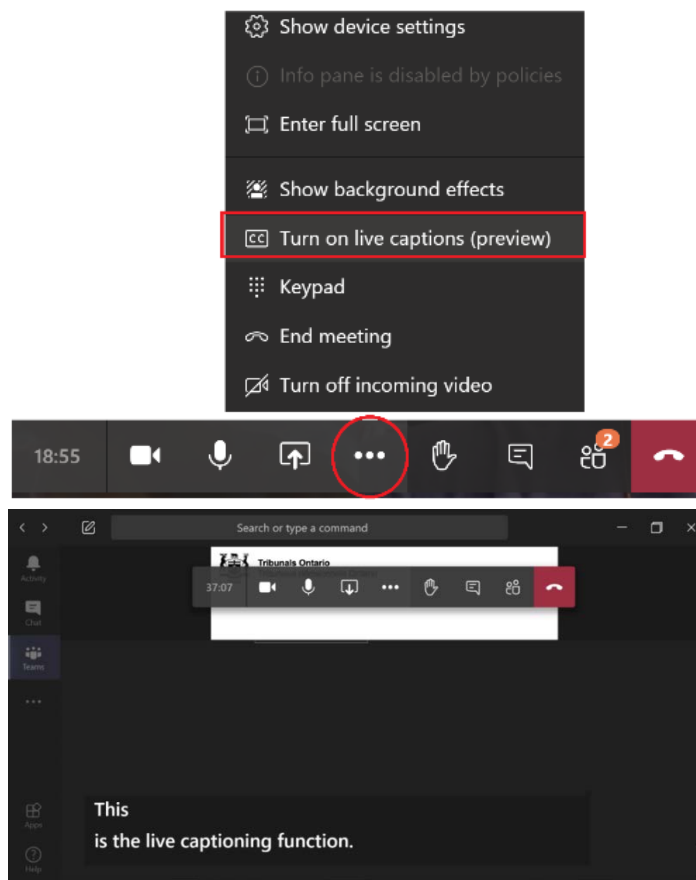 Show device settings
Info pane is disabled by policies
Enter full screen
Show background effects
CC Turn on live captions (preview)
Keypad
End meeting
Turn off incoming video
18:55
2
Search or type a command
Tribunals Ontario
37:07
Activity
Chat
Teams
Apps
This
is the live captioning function.
Help